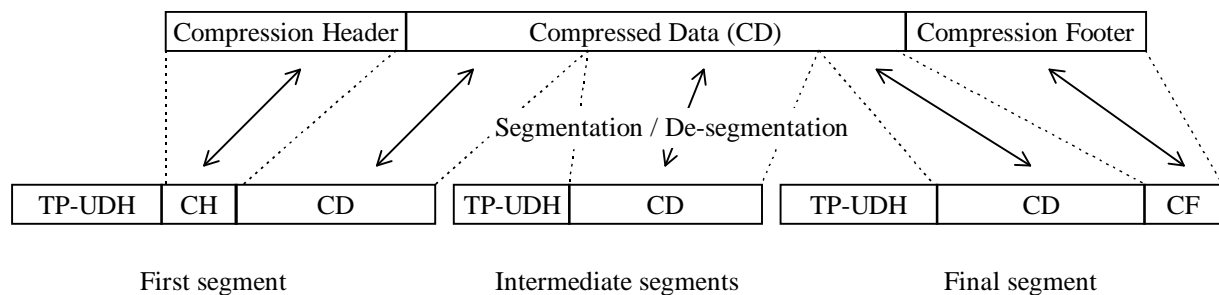 Compression Header Compressed Data (CD) Compression Footer
Segmentation / De-segmentation
TP-UDH CH CD TP-UDH CD TP-UDH CD CF
First segment Intermediate segments Final segment